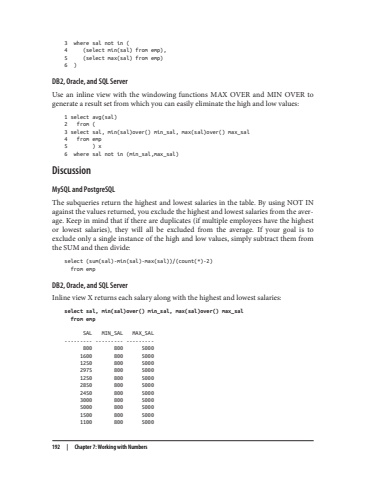 3  where sal not in (
4     (select min(sal) from emp),
5     (select max(sal) from emp)
6  )
DB2, Oracle, and SQL Server
Use an inline view with the windowing functions MAX OVER and MIN OVER to
generate a result set from which you can easily eliminate the high and low values:
1 select avg(sal)
2   from (
3 select sal, min(sal)over() min_sal, max(sal)over() max_sal
4   from emp
5        ) x
6  where sal not in (min_sal,max_sal)
Discussion
MySQL and PostgreSQL
The subqueries return the highest and lowest salaries in the table. By using NOT IN
against the values returned, you exclude the highest and lowest salaries from the aver-
age. Keep in mind that if there are duplicates (if multiple employees have the highest
or lowest salaries), they will all be excluded from the average. If your goal is to
exclude only a single instance of the high and low values, simply subtract them from
the SUM and then divide:
select (sum(sal)-min(sal)-max(sal))/(count(*)-2)
  from emp
DB2, Oracle, and SQL Server
Inline view X returns each salary along with the highest and lowest salaries:
select sal, min(sal)over() min_sal, max(sal)over() max_sal
  from emp
SAL   MIN_SAL   MAX_SAL
--------- --------- ---------
800       800      5000
1600       800      5000
1250       800      5000
2975       800      5000
1250       800      5000
2850       800      5000
2450       800      5000
3000       800      5000
5000       800      5000
1500       800      5000
1100       800      5000
192 | Chapter 7: Working with Numbers